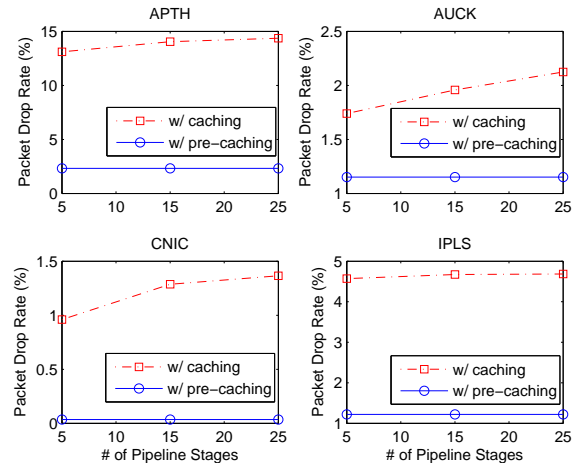 APTH
Packet Drop Rate (%)
15
10
5
0
5 10 15 20 25
w/ caching
w/ pre-caching
AUCK
Packet Drop Rate (%)
2.5
2
1.5
1
5 10 15 20 25
w/ caching
w/ pre-caching
CNIC
Packet Drop Rate (%)
1.5
1
0.5
0
5 10 15 20 25
# of Pipeline Stages
w/ caching
w/ pre-caching
IPLS
Packet Drop Rate (%)
5
4
3
2
1
5 10 15 20 25
# of Pipeline Stages
w/ caching
w/ pre-caching